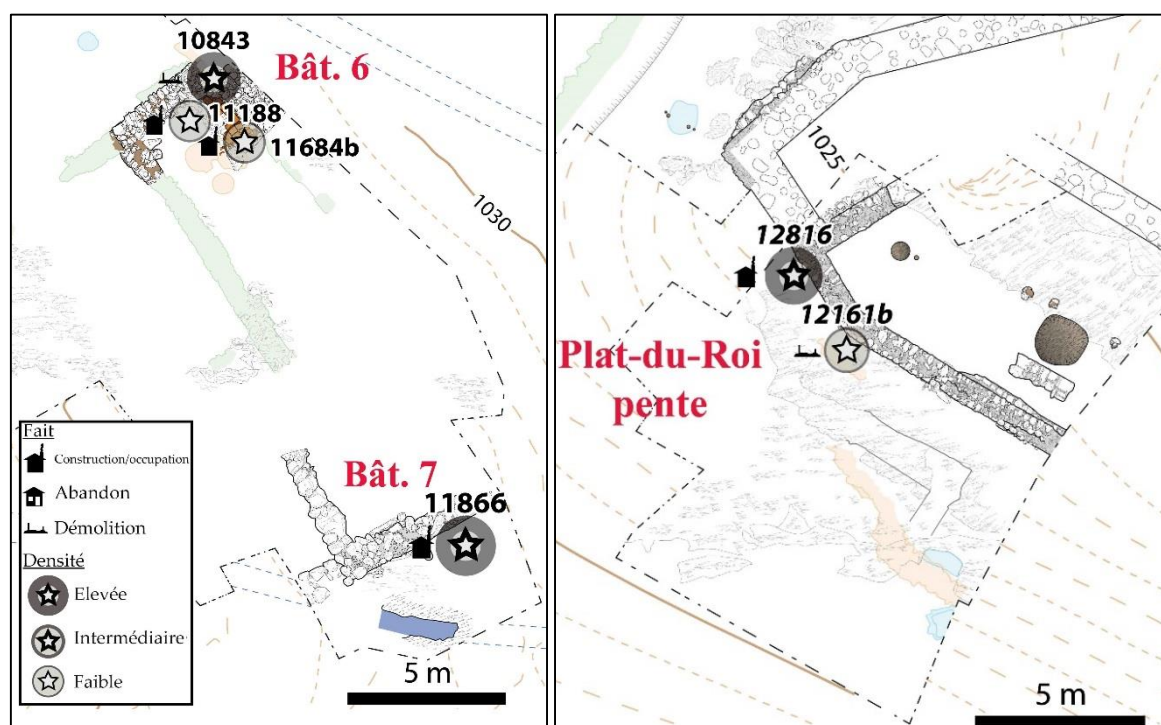 10843
Bât. 6
11188
11684b
1030
Bât. 7
11866
Fait
Construction/occupation
Abandon
Démolition
Densité
Elevée
Intermédiaire
Faible
5 m
1025
12816
12161b
Plat-du-Roi
pente
5 m